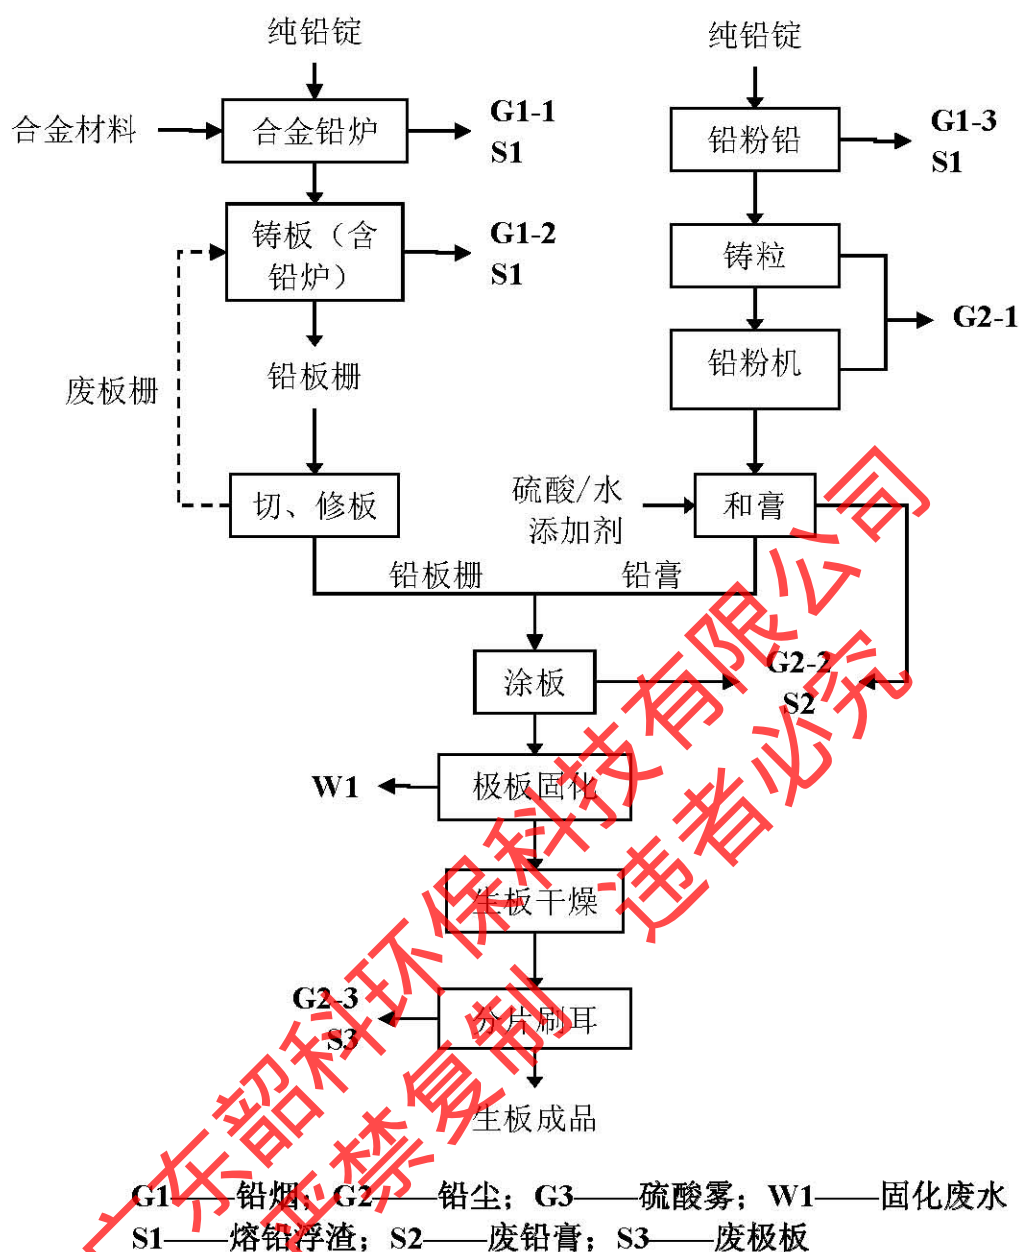 纯铅锭
纯铅锭
合金材料
合金铅炉
G1-1
S1
铅粉铅
G1-3
S1
铸板（含
铅炉）
G1-2
S1
铸粒
G2-1
铅粉机
铅板栅
废板栅
切、修板
硫酸/水
添加剂
和膏
铅板栅
铅膏
涂板
G2-2
S2
W1
极板固化
生板干燥
G2-3
S3
分片刷耳
生板成品
G1——铅烟；G2——铅尘；G3——硫酸雾；W1——固化废水
S1——熔铅浮渣；S2——废铅膏；S3——废极板
广东韶科环保科技有限公司
严禁复制 违者必究